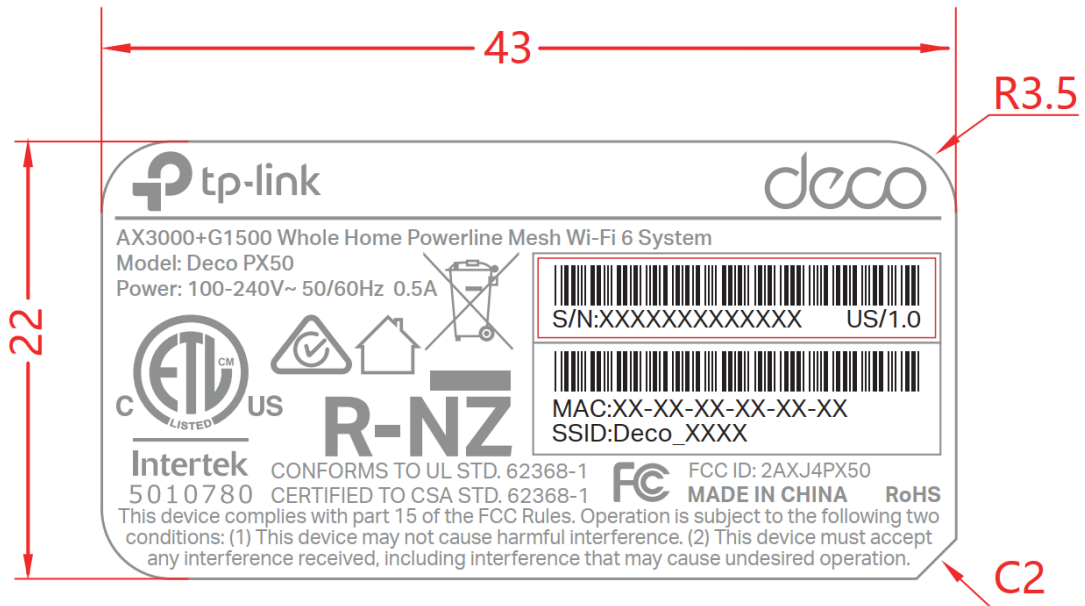 43
R3.5
tp-link
deco
AX3000+G1500 Whole Home Powerline Mesh Wi-Fi 6 System
Model: Deco PX50
Power: 100-240V~ 50/60Hz 0.5A
S/N:XXXXXXXXXXXXX US/1.0
22
ETL CM
C LISTED US
R-NZ
MAC:XX-XX-XX-XX-XX-XX
SSID:Deco_XXXX
Intertek
5010780
CONFORMS TO UL STD. 62368-1
CERTIFIED TO CSA STD. 62368-1
FC
FCC ID: 2AXJ4PX50
MADE IN CHINA RoHS
This device complies with part 15 of the FCC Rules. Operation is subject to the following two
conditions: (1) This device may not cause harmful interference. (2) This device must accept
any interference received, including interference that may cause undesired operation.
C2